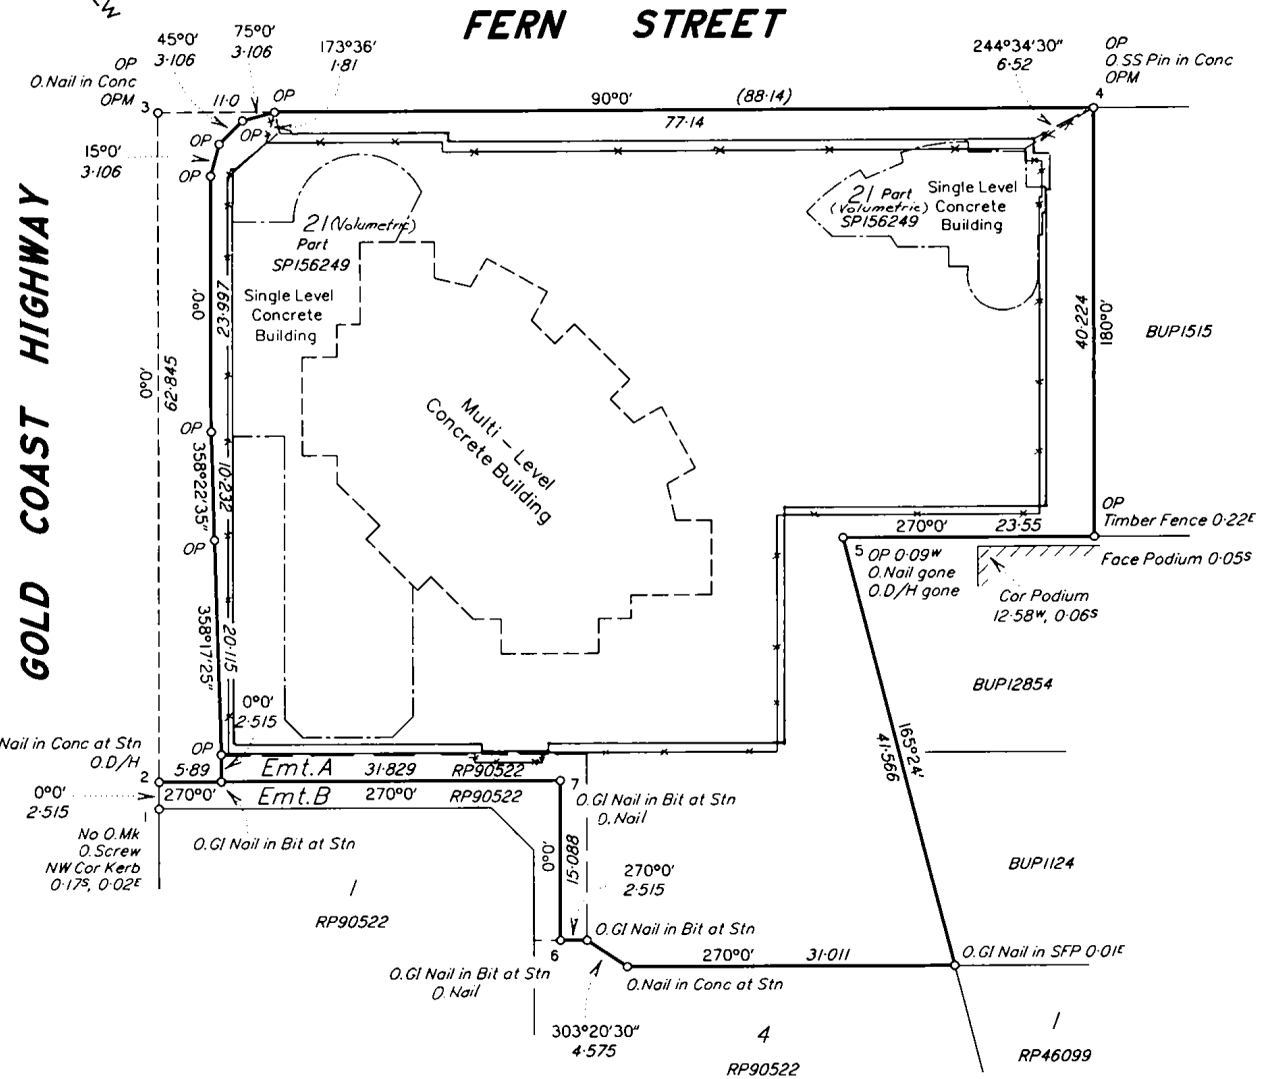 W
FERN STREET
45°0'
3·106
75°0'
3·106
173°36'
1·81
244°34'30"
6·52
OP
O.SS Pin in Conc
OPM
4
OP
O.Nail in Conc
OPM
3
11·0
OP
90°0'
(88·14)
77·14
OP
OP
15°0'
3·106
OP
GOLD COAST HIGHWAY
21 (Volumetric)
Part
SP156249
21 Part
(Volumetric)
SP156249
Single Level
Concrete
Building
Single Level
Concrete
Building
0°0'
23·997
0°0'
62·845
40·224
180°0'
BUP1515
Multi - Level
Concrete Building
OP
358°22'35"
10·232
OP
358°17'25"
20·115
OP
Timber Fence 0·22E
270°0'
23·55
5
OP 0·09W
O.Nail gone
O.D/H gone
Face Podium 0·05S
Cor Podium
12·58W, 0·06S
BUP12854
165°24'
41·566
0°0'
2·515
Nail in Conc at Stn
O.D/H
OP
2
5·89
Emt.A
31·829
RP90522
270°0'
Emt.B
270°0'
RP90522
7
0°0'
2·515
1
O.GI Nail in Bit at Stn
O.Nail
No O.Mk
O.Screw
NW Cor Kerb
0·17S, 0·02E
O.GI Nail in Bit at Stn
0°0'
15·088
270°0'
2·515
BUP1124
1
RP90522
O.GI Nail in Bit at Stn
6
270°0'
31·011
O.GI Nail in SFP 0·01E
O.GI Nail in Bit at Stn
O.Nail
O.Nail in Conc at Stn
303°20'30"
4·575
4
RP90522
1
RP46099